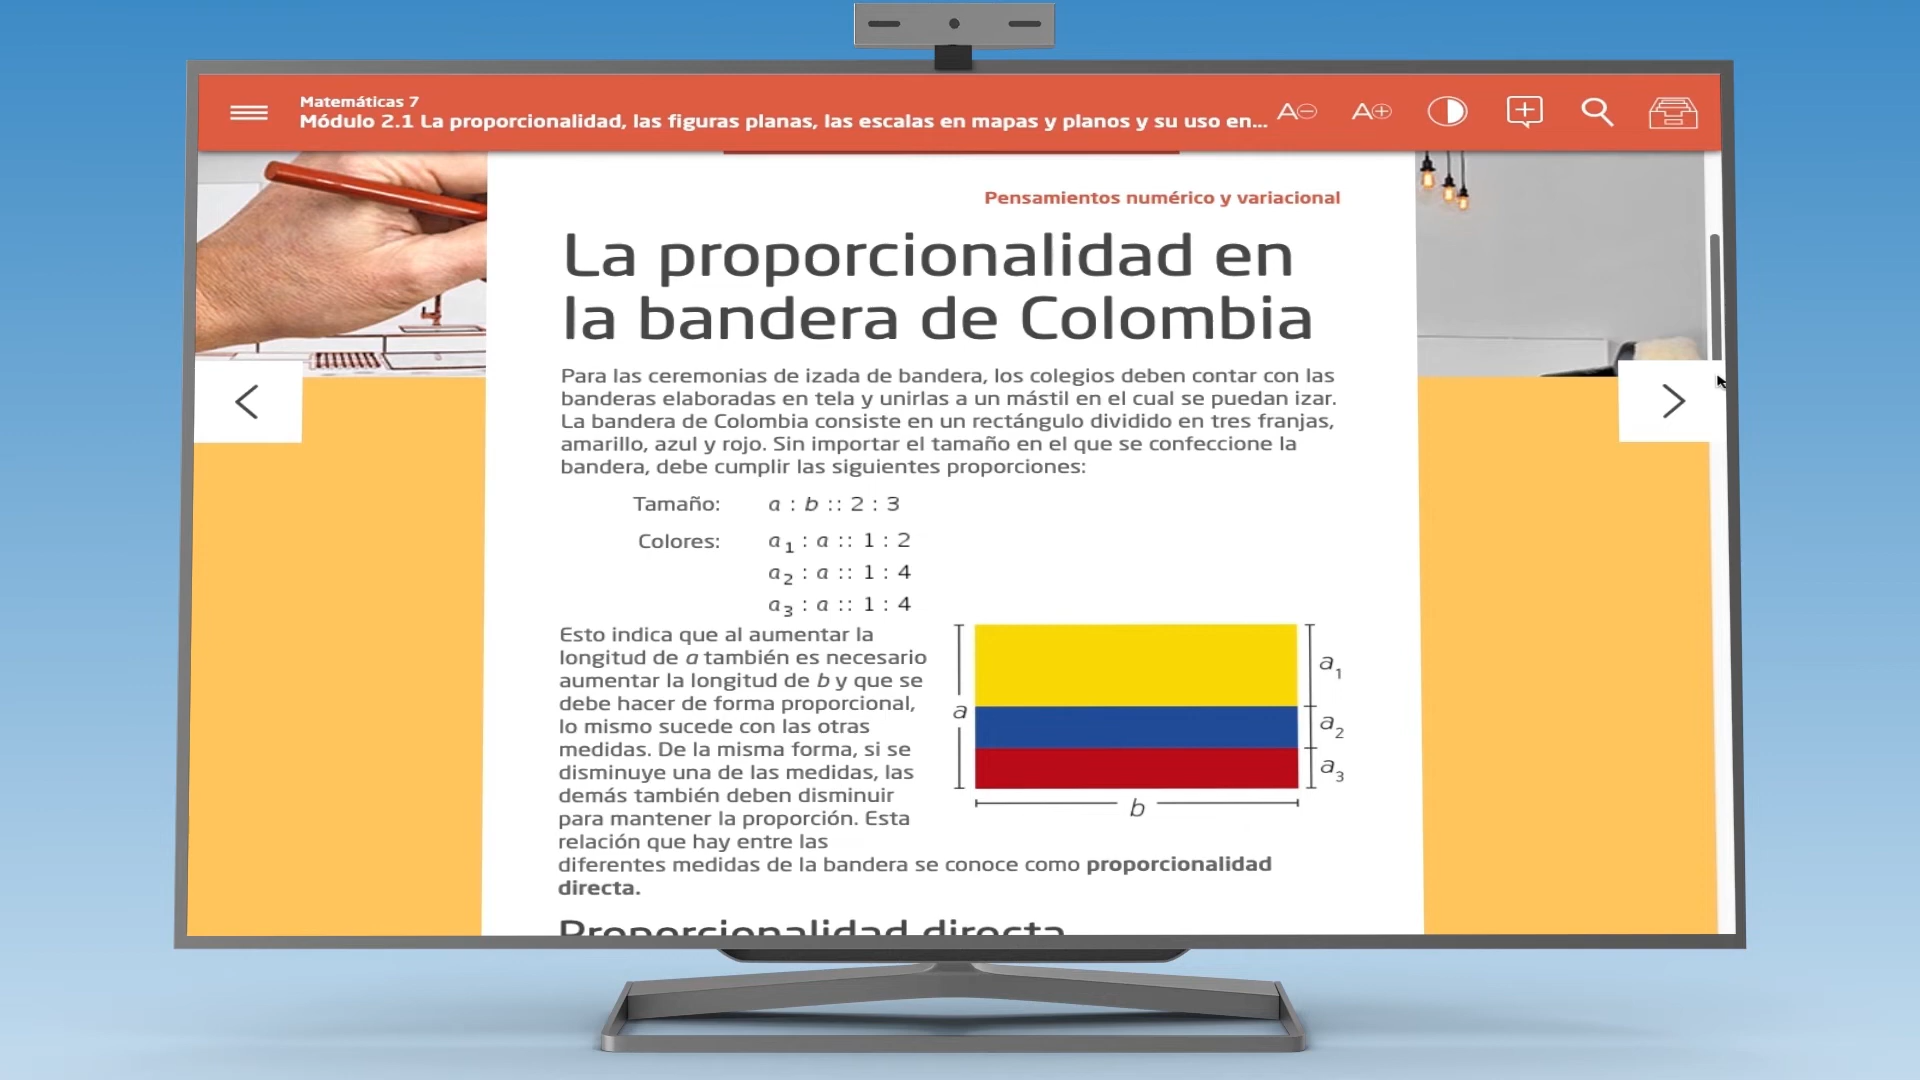 Matemáticas 7
Módulo 2.1 La proporcionalidad, las figuras planas, las escalas en mapas y planos y su uso en...
A A
Pensamientos numérico y variacional
La proporcionalidad en
la bandera de Colombia
Para las ceremonias de izada de bandera, los colegios deben contar con las
banderas elaboradas en tela y unirlas a un mástil en el cual se puedan izar.
La bandera de Colombia consiste en un rectángulo dividido en tres franjas,
amarillo, azul y rojo. Sin importar el tamaño en el que se confeccione la
bandera, debe cumplir las siguientes proporciones:
Tamaño: a : b :: 2 : 3
Colores: a₁ : a :: 1 : 2
a₂ : a :: 1 : 4
a₃ : a :: 1 : 4
Esto indica que al aumentar la
longitud de a también es necesario
aumentar la longitud de b y que se
debe hacer de forma proporcional,
lo mismo sucede con las otras
medidas. De la misma forma, si se
disminuye una de las medidas, las
demás también deben disminuir
para mantener la proporción. Esta
relación que hay entre las
diferentes medidas de la bandera se conoce como proporcionalidad
directa.
a
a₁
a₂
a₃
b
Proporcionalidad directa